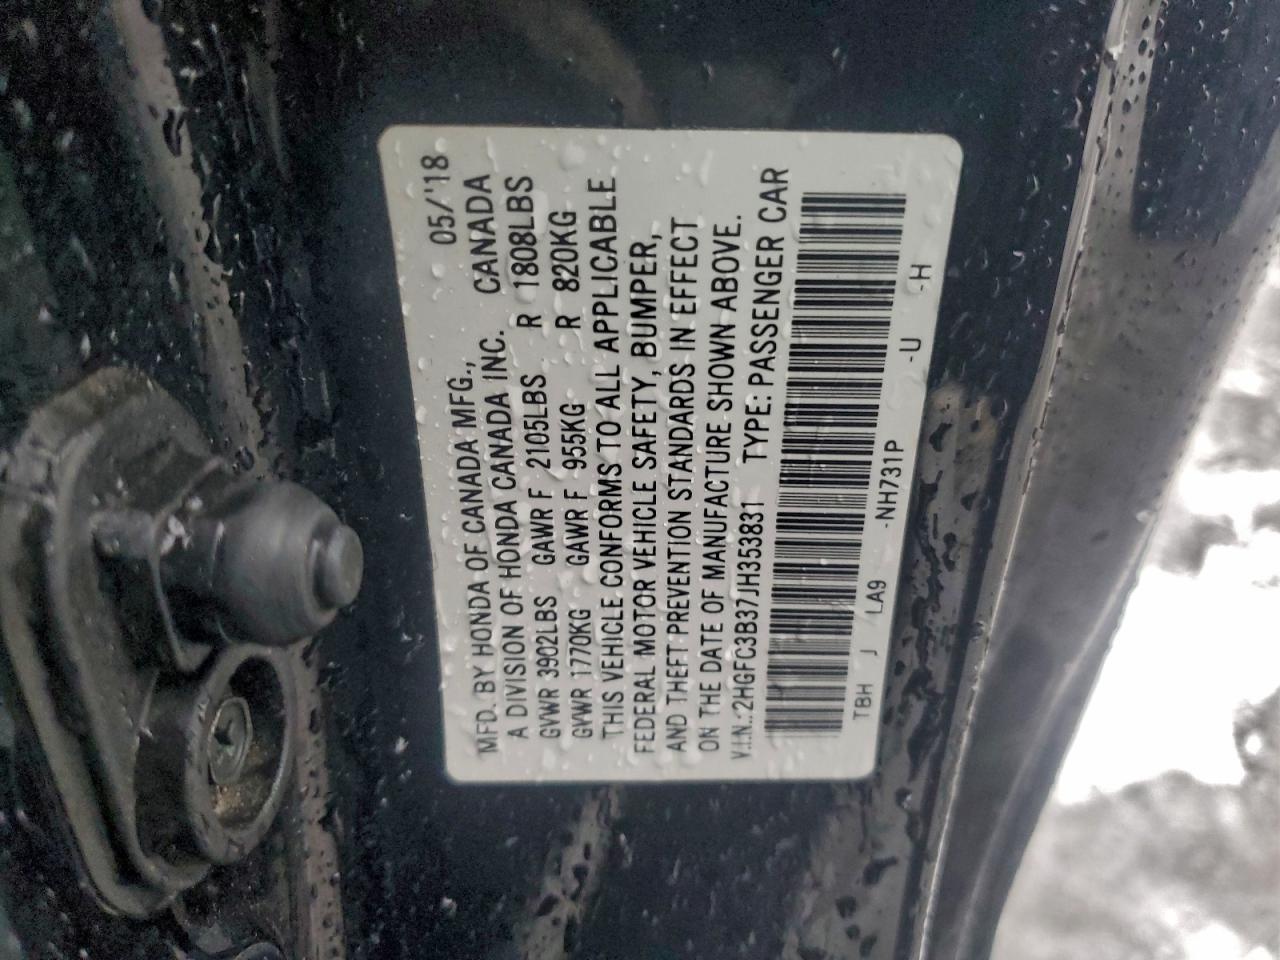 MFD. BY HONDA OF CANADA MFG., 05/'18
A DIVISION OF HONDA CANADA INC. CANADA
GVWR 3902LBS GAWR F 2105LBS R 1808LBS
GVWR 1770KG GAWR F 955KG R 820KG
THIS VEHICLE CONFORMS TO ALL APPLICABLE
FEDERAL MOTOR VEHICLE SAFETY, BUMPER,
AND THEFT PREVENTION STANDARDS IN EFFECT
ON THE DATE OF MANUFACTURE SHOWN ABOVE.
V.I.N.:2HGFC3B37JH353831 TYPE: PASSENGER CAR
TBH J LA9 -NH731P -U -H